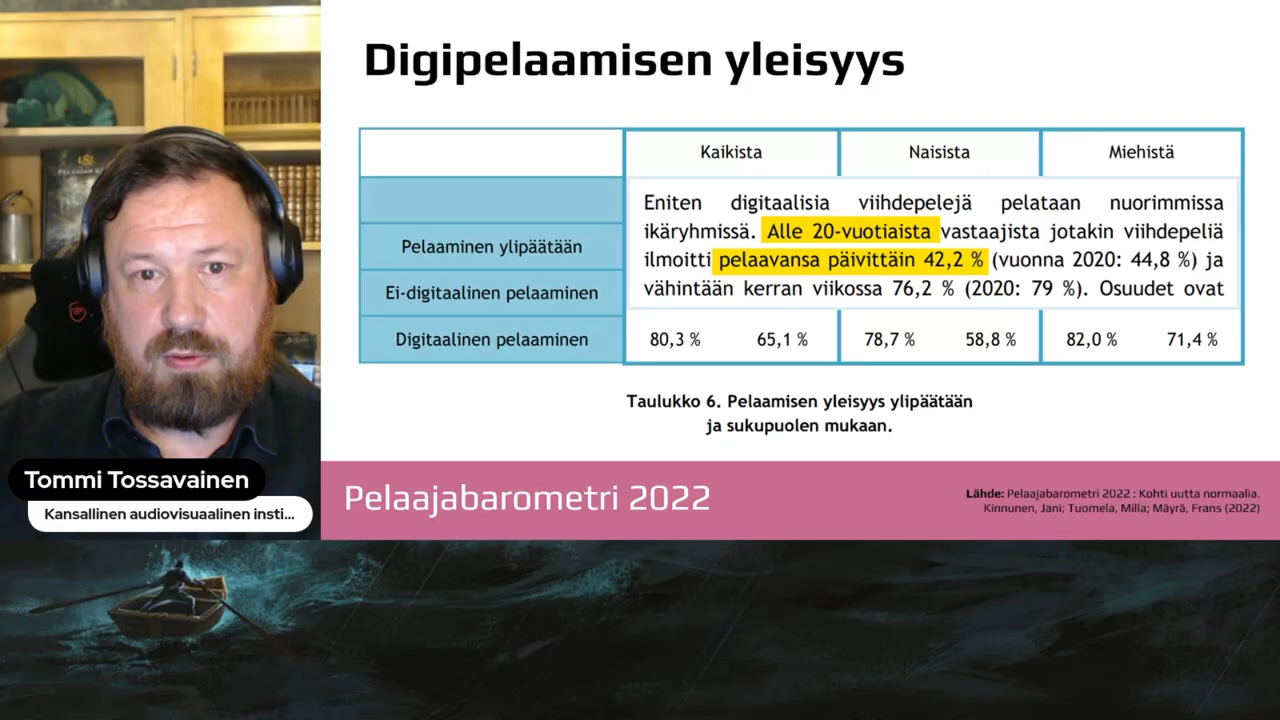 Digipelaamisen yleisyys
Kaikista Naisista Miehistä
Eniten digitaalisia viihdepelejä pelataan nuorimmissa
ikäryhmissä. Alle 20-vuotiaista vastaajista jotakin viihdepeliä
ilmoitti pelaavansa päivittäin 42,2 % (vuonna 2020: 44,8 %) ja
vähintään kerran viikossa 76,2 % (2020: 79 %). Osuudet ovat
Pelaaminen ylipäätään
Ei-digitaalinen pelaaminen
Digitaalinen pelaaminen 80,3 % 65,1 % 78,7 % 58,8 % 82,0 % 71,4 %
Taulukko 6. Pelaamisen yleisyys ylipäätään
ja sukupuolen mukaan.
Tommi Tossavainen
Kansallinen audiovisuaalinen insti...
Pelaajabarometri 2022
Lähde: Pelaajabarometri 2022 : Kohti uutta normaalia.
Kinnunen, Jani; Tuomela, Milla; Mäyrä, Frans (2022)